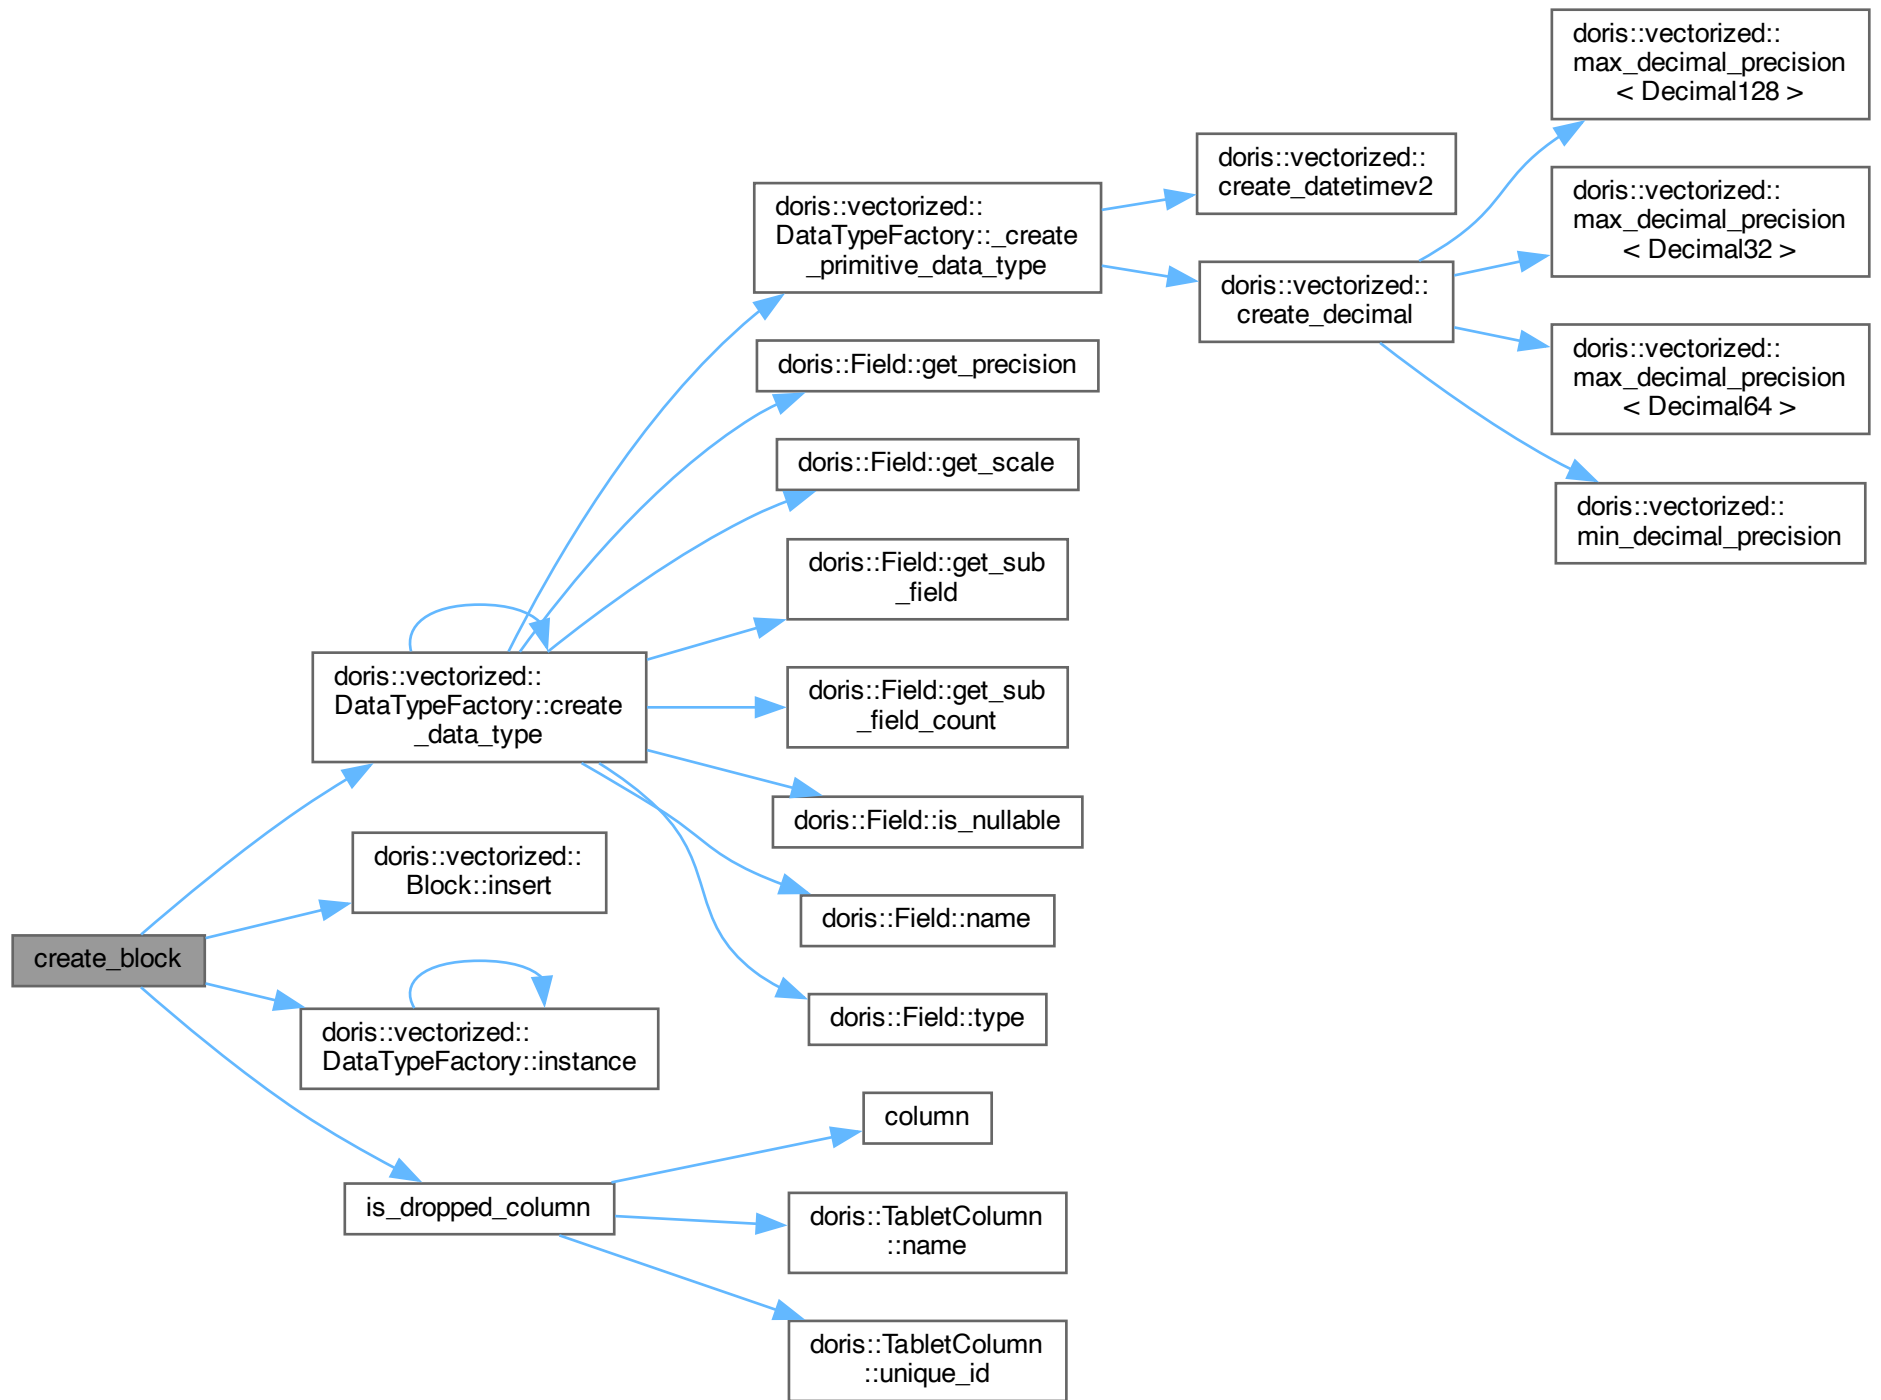 create_block
doris::vectorized::
DataTypeFactory::create
_data_type
doris::vectorized::
Block::insert
doris::vectorized::
DataTypeFactory::instance
is_dropped_column
doris::vectorized::
DataTypeFactory::_create
_primitive_data_type
doris::Field::get_precision
doris::Field::get_scale
doris::Field::get_sub
_field
doris::Field::get_sub
_field_count
doris::Field::is_nullable
doris::Field::name
doris::Field::type
column
doris::TabletColumn
::name
doris::TabletColumn
::unique_id
doris::vectorized::
create_datetimev2
doris::vectorized::
create_decimal
doris::vectorized::
max_decimal_precision
< Decimal128 >
doris::vectorized::
max_decimal_precision
< Decimal32 >
doris::vectorized::
max_decimal_precision
< Decimal64 >
doris::vectorized::
min_decimal_precision